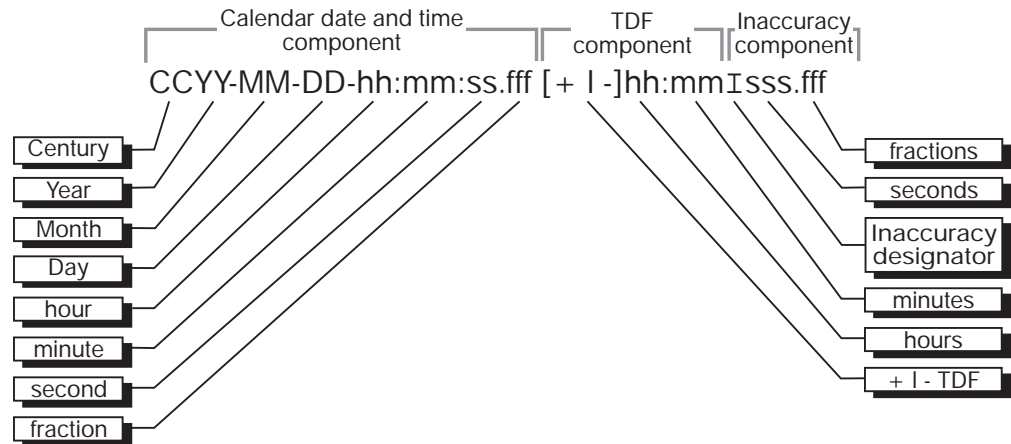 Calendar date and time
component
TDF
component
Inaccuracy
component
CCYY-MM-DD-hh:mm:ss.fff [+ I -]hh:mmIsss.fff
Century
Year
Month
Day
hour
minute
second
fraction
fractions
seconds
Inaccuracy
designator
minutes
hours
+ I - TDF